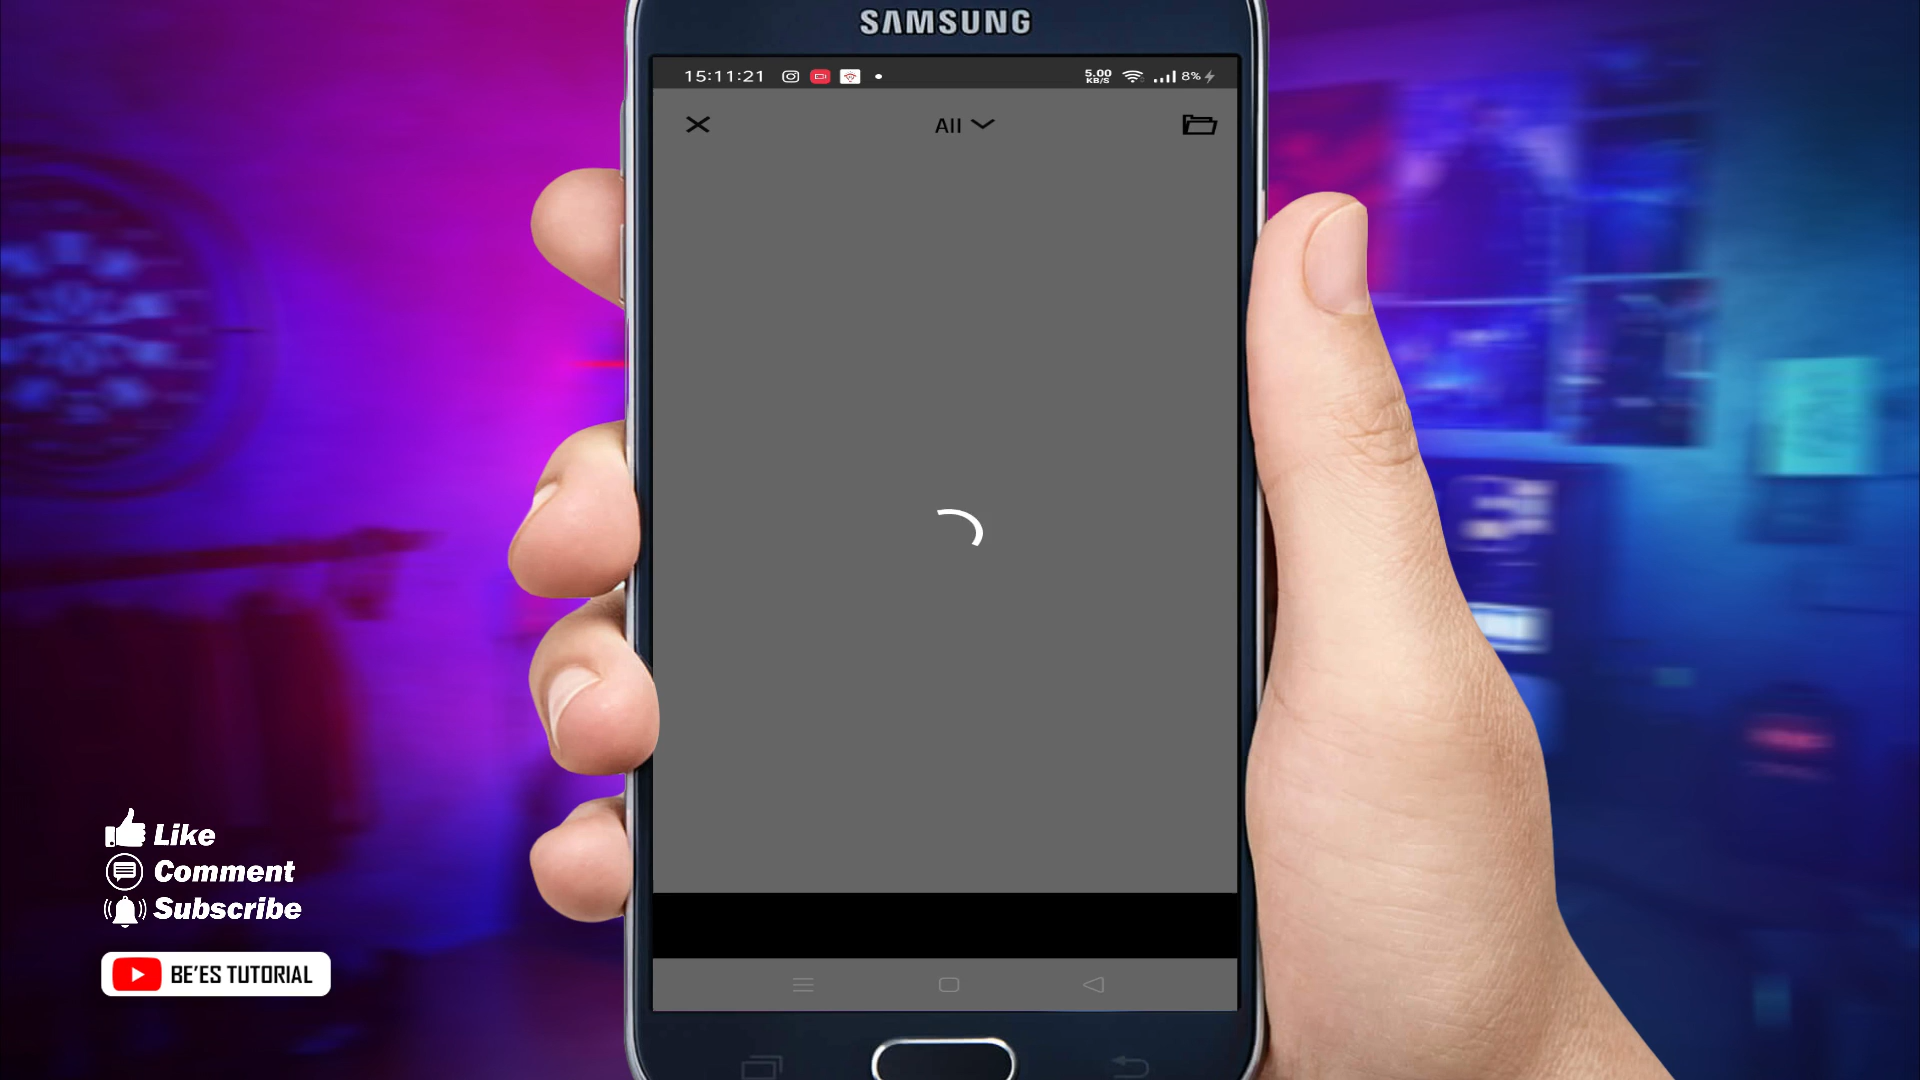 SAMSUNG
15:11:21
5.00
KB/S
8%
All
Like
Comment
Subscribe
BE'ES TUTORIAL